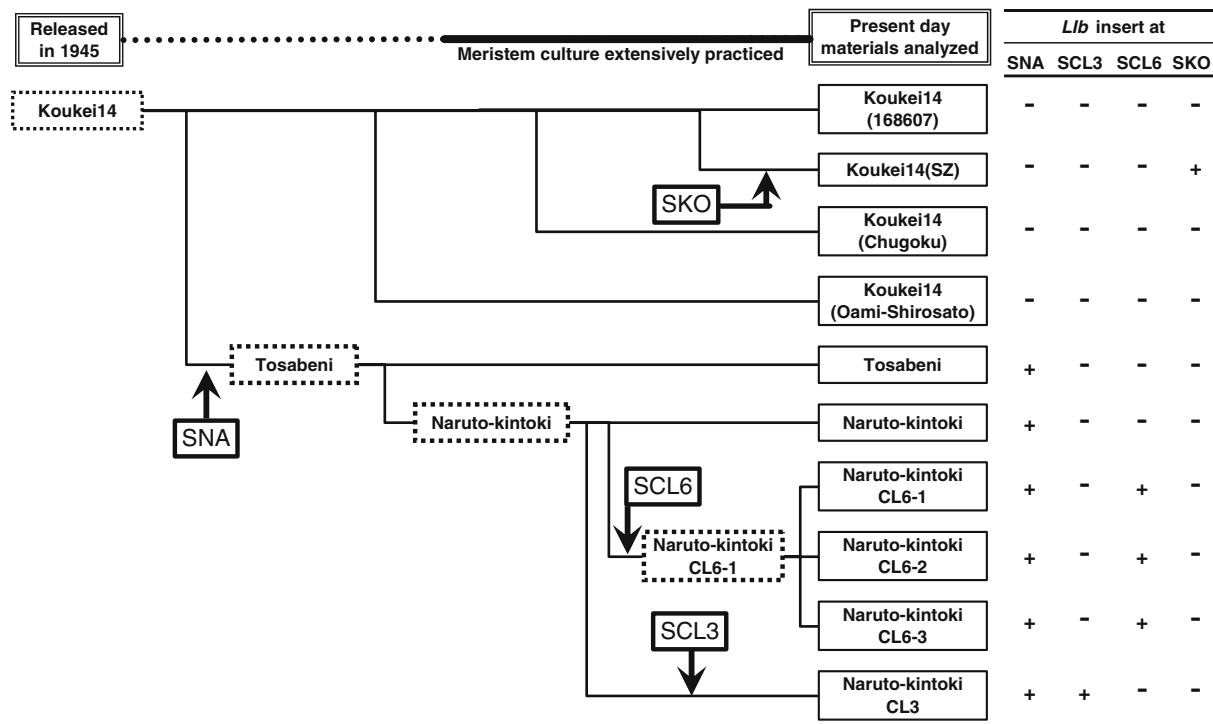 Released
in 1945
Meristem culture extensively practiced
Present day
materials analyzed
LIb insert at
SNA SCL3 SCL6 SKO
Koukei14
Koukei14
(168607)
- - - -
Koukei14(SZ)
- - - +
SKO
Koukei14
(Chugoku)
- - - -
Koukei14
(Oami-Shirosato)
- - - -
Tosabeni
Tosabeni
+ - - -
SNA
Naruto-kintoki
Naruto-kintoki
+ - - -
SCL6
Naruto-kintoki
CL6-1
+ - + -
Naruto-kintoki
CL6-1
Naruto-kintoki
CL6-2
+ - + -
Naruto-kintoki
CL6-3
+ - + -
SCL3
Naruto-kintoki
CL3
+ + - -